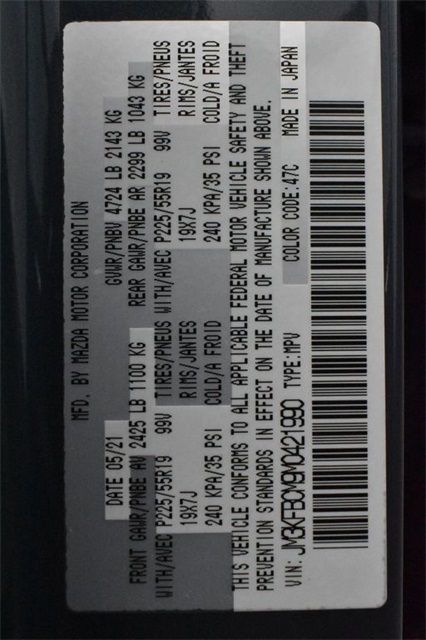 MFD. BY MAZDA MOTOR CORPORATION
DATE 05/21 GVWR/PNBV 4724 LB 2143 KG
FRONT GAWR/PNBE AV 2425 LB 1100 KG REAR GAWR/PNBE AR 2299 LB 1043 KG
WITH/AVEC P225/55R19 99V TIRES/PNEUS WITH/AVEC P225/55R19 99V TIRES/PNEUS
19X7J RIMS/JANTES 19X7J RIMS/JANTES
240 KPA/35 PSI COLD/A FROID 240 KPA/35 PSI COLD/A FROID
THIS VEHICLE CONFORMS TO ALL APPLICABLE FEDERAL MOTOR VEHICLE SAFETY AND THEFT
PREVENTION STANDARDS IN EFFECT ON THE DATE OF MANUFACTURE SHOWN ABOVE.
VIN: JM3KFBCY9M0421990 TYPE:MPV COLOR CODE:47C MADE IN JAPAN